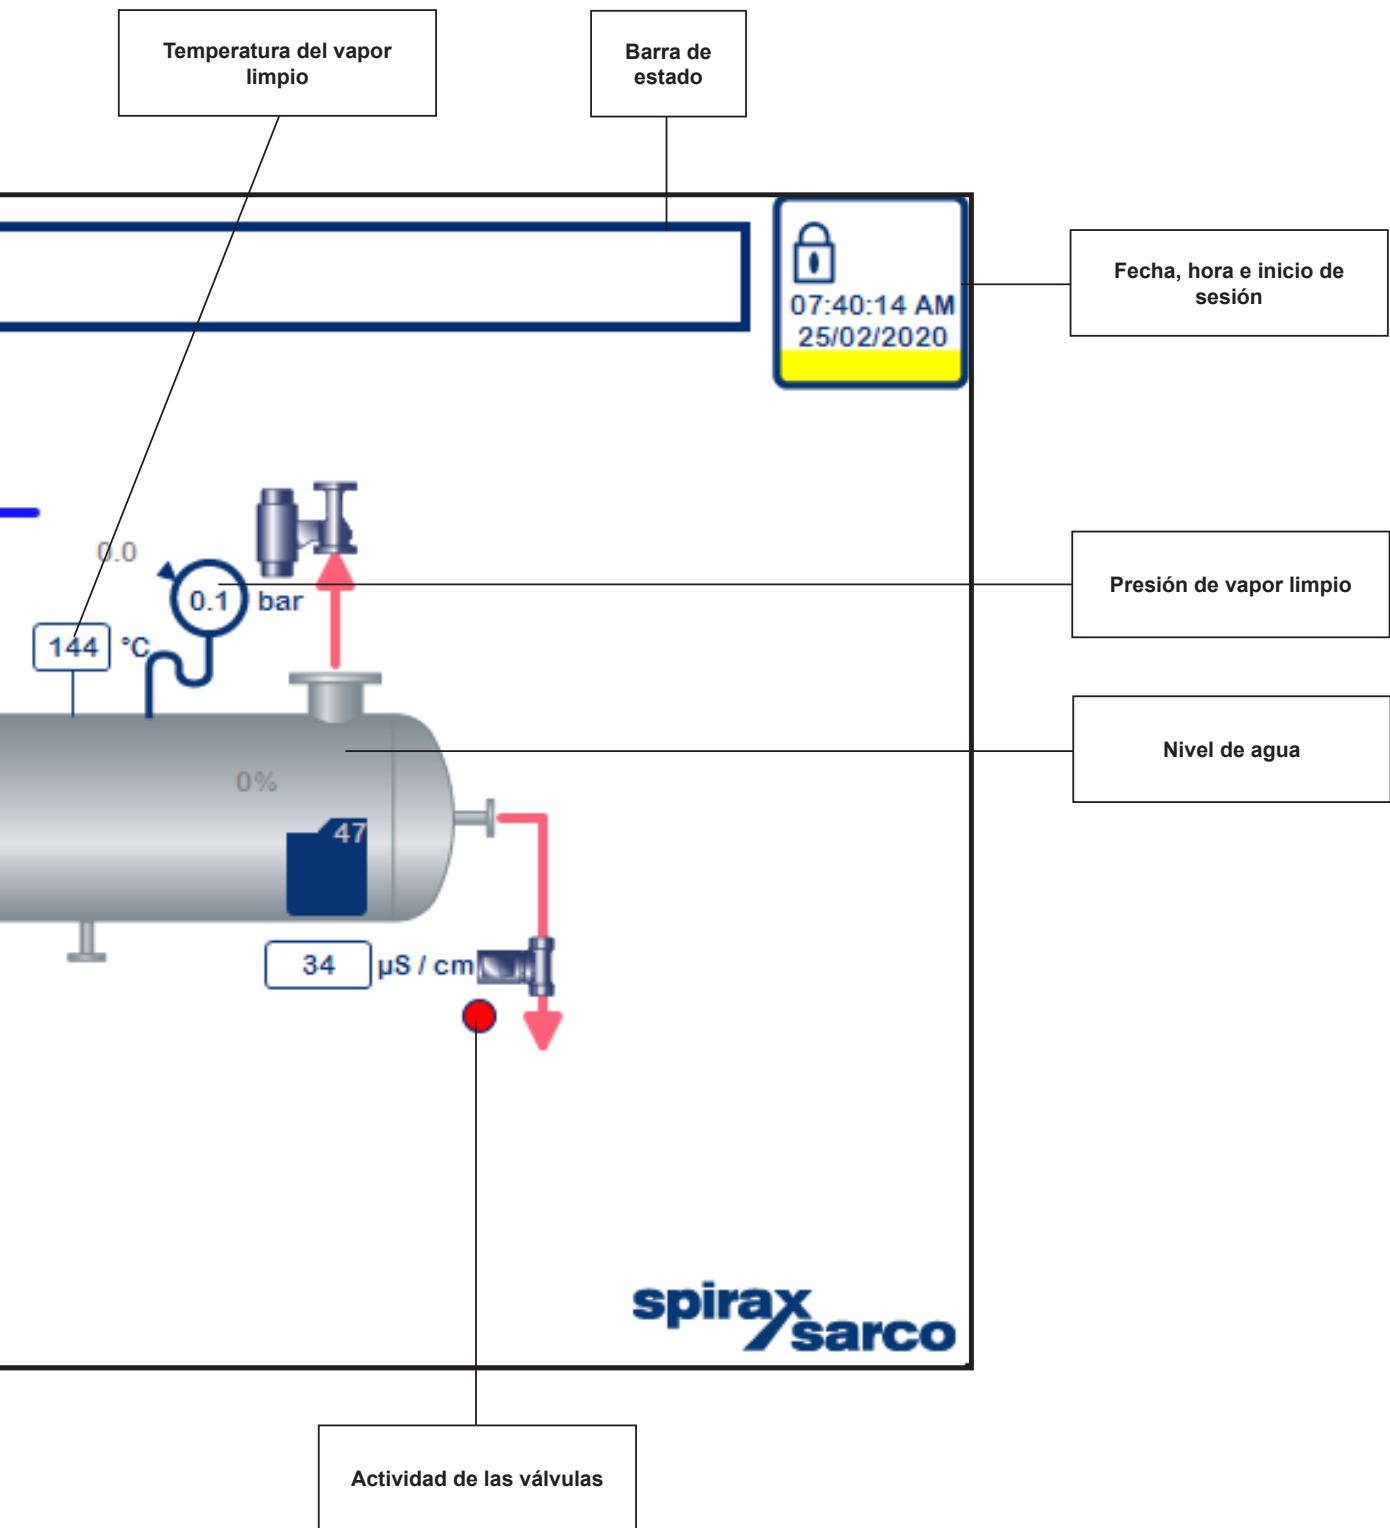 Temperatura del vapor
limpio
Barra de
estado
07:40:14 AM
25/02/2020
Fecha, hora e inicio de
sesión
0.0
0.1 bar
Presión de vapor limpio
144 °C
Nivel de agua
0%
47
34 µS / cm
spirax
sarco
Actividad de las válvulas